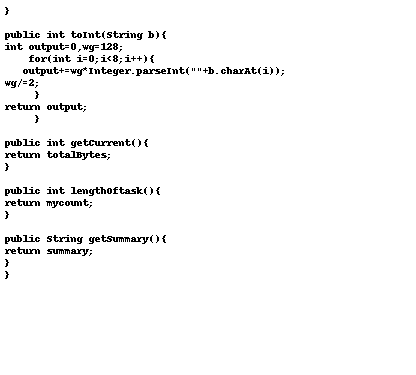 }

public int toInt(String b){
int output=0,wg=128;
    for(int i=0;i<8;i++){
   output+=wg*Integer.parseInt(""+b.charAt(i));
wg/=2;
     }
return output;
     }

public int getCurrent(){
return totalBytes;
}

public int lengthOftask(){
return mycount;
}

public String getSummary(){
return summary;
}
}